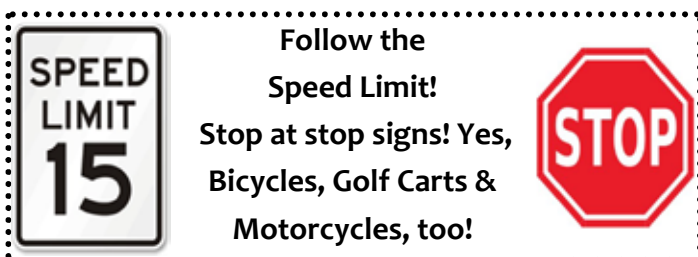 SPEED
LIMIT
15
Follow the
Speed Limit!
Stop at stop signs! Yes,
Bicycles, Golf Carts &
Motorcycles, too!
STOP